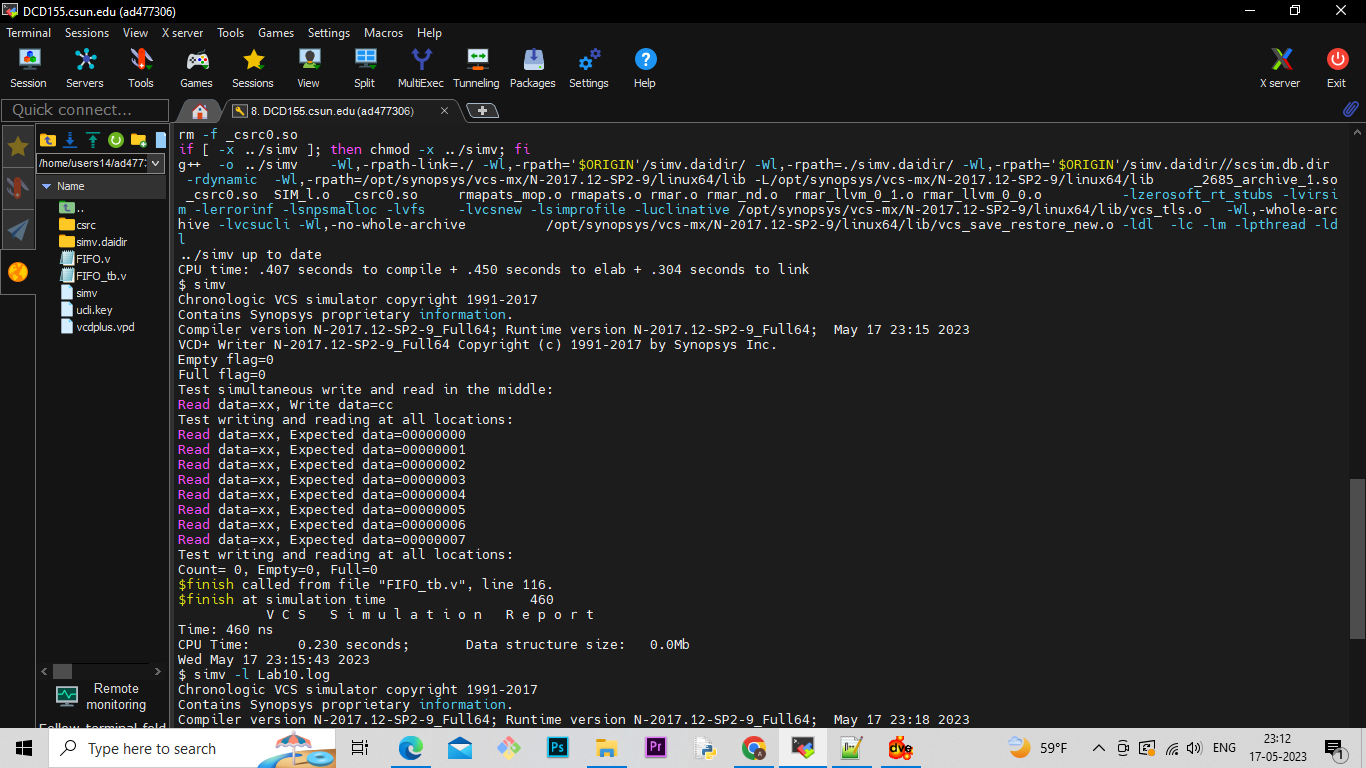 DCD155.csun.edu (ad477306)
Terminal Sessions View X server Tools Games Settings Macros Help
Session Servers Tools Games Sessions View Split MultiExec Tunneling Packages Settings Help X server Exit
Quick connect...
8. DCD155.csun.edu (ad477306)
/home/users14/ad477
Name
..
csrc
simv.daidir
FIFO.v
FIFO_tb.v
simv
ucli.key
vcdplus.vpd
Remote
monitoring
Follow terminal fold
rm -f _csrc0.so
if [ -x ../simv ]; then chmod -x ../simv; fi
g++  -o ../simv    -Wl,-rpath-link=./ -Wl,-rpath='$ORIGIN'/simv.daidir/ -Wl,-rpath=./simv.daidir/ -Wl,-rpath='$ORIGIN'/simv.daidir//scsim.db.dir
-rdynamic  -Wl,-rpath=/opt/synopsys/vcs-mx/N-2017.12-SP2-9/linux64/lib -L/opt/synopsys/vcs-mx/N-2017.12-SP2-9/linux64/lib     _2685_archive_1.so
_csrc0.so  SIM_l.o  _csrc0.so     rmapats_mop.o rmapats.o rmar.o rmar_nd.o  rmar_llvm_0_1.o rmar_llvm_0_0.o          -lzerosoft_rt_stubs -lvirsi
m -lerrorinf -lsnpsmalloc -lvfs    -lvcsnew -lsimprofile -luclinative /opt/synopsys/vcs-mx/N-2017.12-SP2-9/linux64/lib/vcs_tls.o   -Wl,-whole-arc
hive -lvcsucli -Wl,-no-whole-archive          /opt/synopsys/vcs-mx/N-2017.12-SP2-9/linux64/lib/vcs_save_restore_new.o -ldl  -lc -lm -lpthread -ld
l
../simv up to date
CPU time: .407 seconds to compile + .450 seconds to elab + .304 seconds to link
$ simv
Chronologic VCS simulator copyright 1991-2017
Contains Synopsys proprietary information.
Compiler version N-2017.12-SP2-9_Full64; Runtime version N-2017.12-SP2-9_Full64;  May 17 23:15 2023
VCD+ Writer N-2017.12-SP2-9_Full64 Copyright (c) 1991-2017 by Synopsys Inc.
Empty flag=0
Full flag=0
Test simultaneous write and read in the middle:
Read data=xx, Write data=cc
Test writing and reading at all locations:
Read data=xx, Expected data=00000000
Read data=xx, Expected data=00000001
Read data=xx, Expected data=00000002
Read data=xx, Expected data=00000003
Read data=xx, Expected data=00000004
Read data=xx, Expected data=00000005
Read data=xx, Expected data=00000006
Read data=xx, Expected data=00000007
Test writing and reading at all locations:
Count= 0, Empty=0, Full=0
$finish called from file "FIFO_tb.v", line 116.
$finish at simulation time                  460
V C S   S i m u l a t i o n   R e p o r t
Time: 460 ns
CPU Time:      0.230 seconds;       Data structure size:   0.0Mb
Wed May 17 23:15:43 2023
$ simv -l Lab10.log
Chronologic VCS simulator copyright 1991-2017
Contains Synopsys proprietary information.
Compiler version N-2017.12-SP2-9_Full64; Runtime version N-2017.12-SP2-9_Full64;  May 17 23:18 2023
Type here to search
Ps
Pr
dve
59°F
ENG
23:12
17-05-2023
1